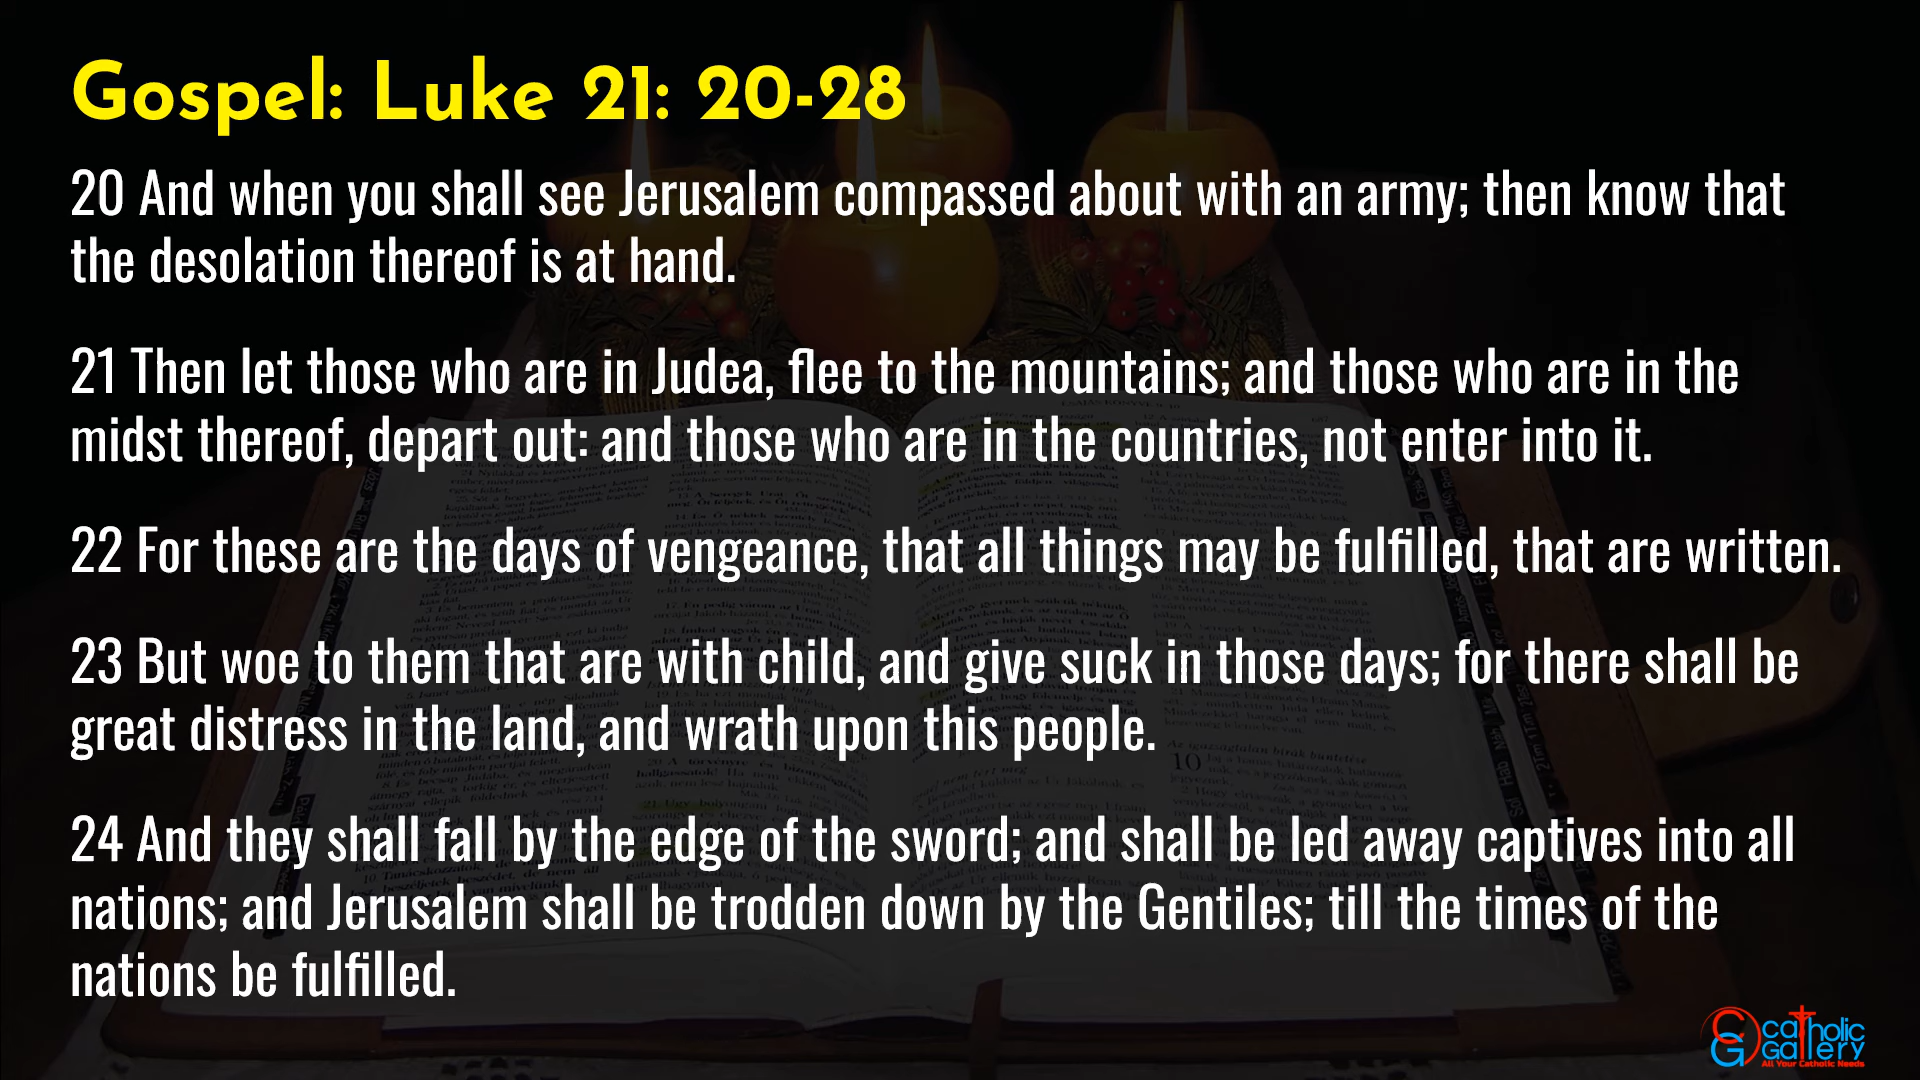 Gospel: Luke 21: 20-28
20 And when you shall see Jerusalem compassed about with an army; then know that
the desolation thereof is at hand.
21 Then let those who are in Judea, flee to the mountains; and those who are in the
midst thereof, depart out: and those who are in the countries, not enter into it.
22 For these are the days of vengeance, that all things may be fulfilled, that are written.
23 But woe to them that are with child, and give suck in those days; for there shall be
great distress in the land, and wrath upon this people.
24 And they shall fall by the edge of the sword; and shall be led away captives into all
nations; and Jerusalem shall be trodden down by the Gentiles; till the times of the
nations be fulfilled.
catholic
Gallery
All Your Catholic Needs